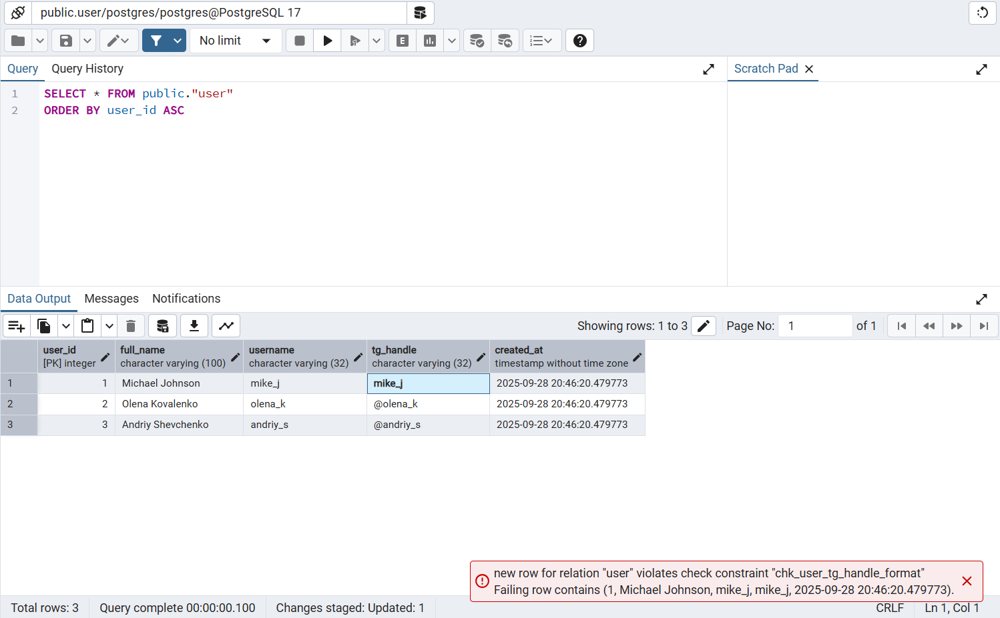 public.user/postgres/postgres@PostgreSQL 17
No limit
E
Query
Query History
Scratch Pad
1 SELECT * FROM public."user"
2 ORDER BY user_id ASC
Data Output
Messages
Notifications
Showing rows: 1 to 3
Page No: 1 of 1
user_id full_name username tg_handle created_at
[PK] integer character varying (100) character varying (32) character varying (32) timestamp without time zone
1 1 Michael Johnson mike_j mike_j 2025-09-28 20:46:20.479773
2 2 Olena Kovalenko olena_k @olena_k 2025-09-28 20:46:20.479773
3 3 Andriy Shevchenko andriy_s @andriy_s 2025-09-28 20:46:20.479773
new row for relation "user" violates check constraint "chk_user_tg_handle_format"
Failing row contains (1, Michael Johnson, mike_j, mike_j, 2025-09-28 20:46:20.479773).
Total rows: 3
Query complete 00:00:00.100
Changes staged: Updated: 1
CRLF
Ln 1, Col 1